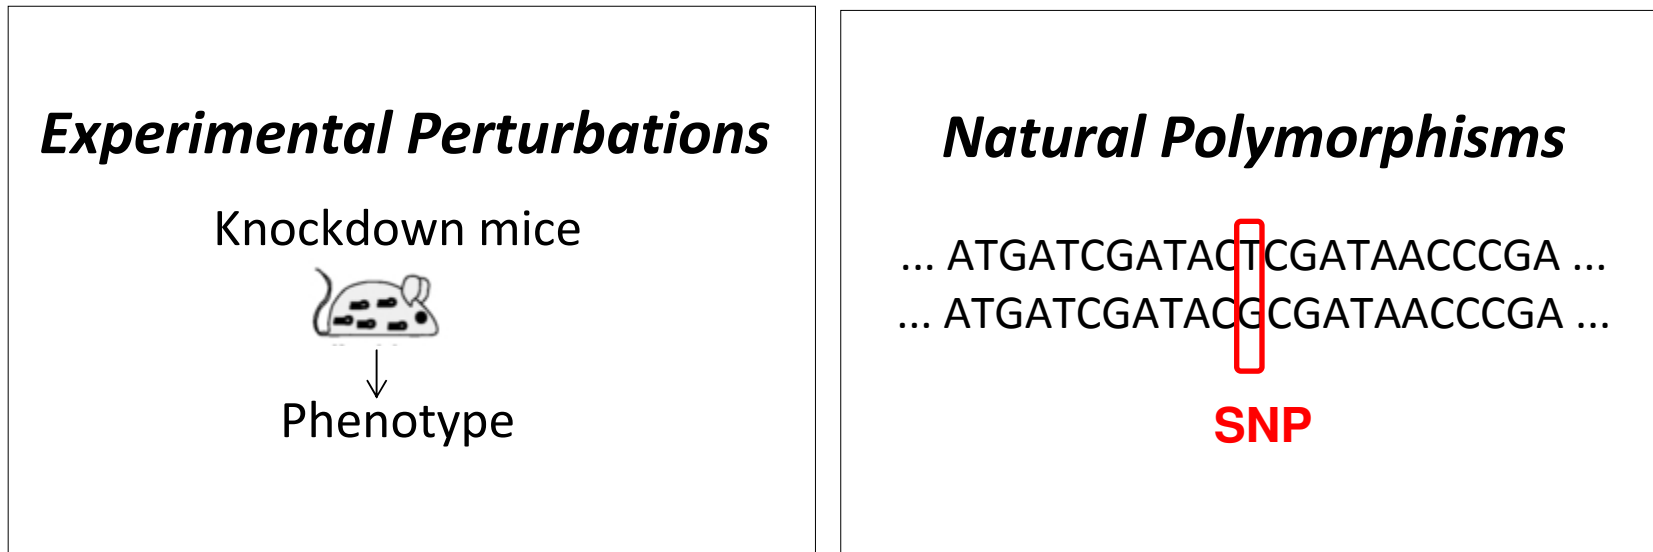 Experimental Perturbations
Knockdown mice
Phenotype
Natural Polymorphisms
... ATGATCGATACTCGATAACCCGA ...
... ATGATCGATACGCGATAACCCGA ...
SNP